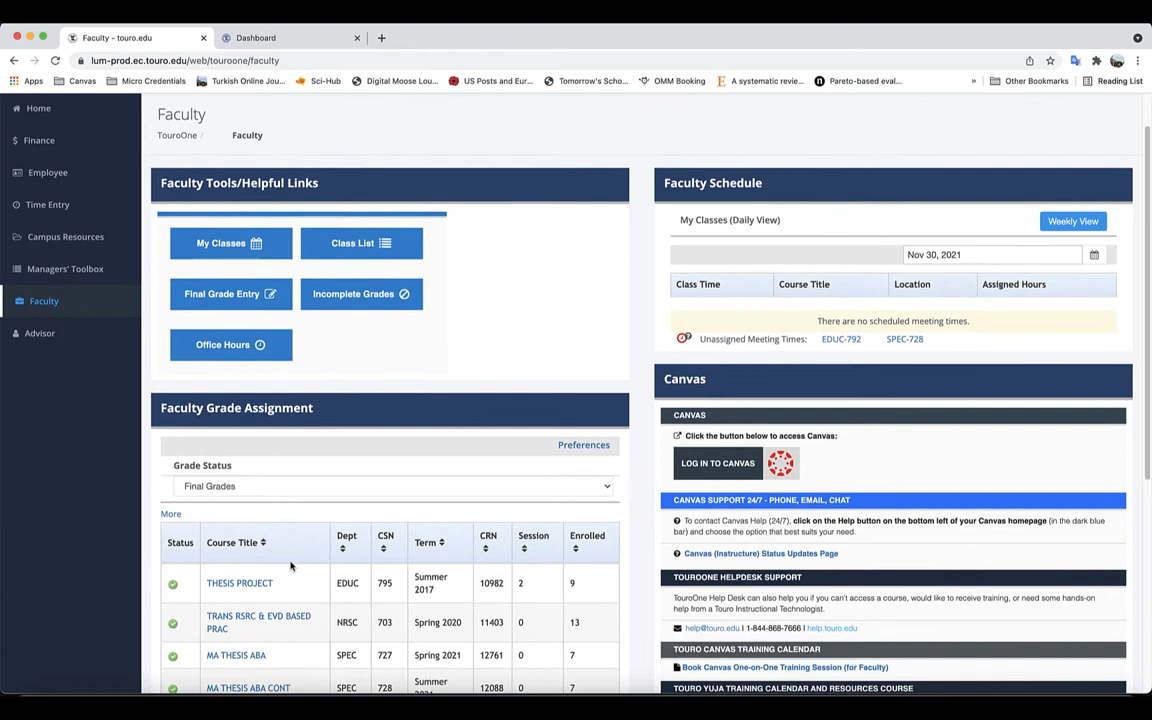 Faculty - touro.edu
Dashboard
lum-prod.ec.touro.edu/web/touroone/faculty
Apps Canvas Micro Credentials Turkish Online Jou... Sci-Hub Digital Moose Lou... US Posts and Eur... Tomorrow's Scho... OMM Booking A systematic revie... Pareto-based eval... » Other Bookmarks Reading List
Home
Finance
Employee
Time Entry
Campus Resources
Managers' Toolbox
Faculty
Advisor
Faculty
TouroOne / Faculty
Faculty Tools/Helpful Links
My Classes
Class List
Final Grade Entry
Incomplete Grades
Office Hours
Faculty Grade Assignment
Preferences
Grade Status
Final Grades
More
Status Course Title Dept CSN Term CRN Session Enrolled
THESIS PROJECT EDUC 795 Summer 2017 10982 2 9
TRANS RSRC & EVD BASED
PRAC NRSC 703 Spring 2020 11403 0 13
MA THESIS ABA SPEC 727 Spring 2021 12761 0 7
MA THESIS ABA CONT SPEC 728 Summer 12088 0 7
Faculty Schedule
My Classes (Daily View)
Weekly View
Nov 30, 2021
Class Time Course Title Location Assigned Hours
There are no scheduled meeting times.
Unassigned Meeting Times: EDUC-792 SPEC-728
Canvas
CANVAS
Click the button below to access Canvas:
LOG IN TO CANVAS
CANVAS SUPPORT 24/7 - PHONE, EMAIL, CHAT
To contact Canvas Help (24/7), click on the Help button on the bottom left of your Canvas homepage (in the dark blue
bar) and choose the option that best suits your need.
Canvas (Instructure) Status Updates Page
TOUROONE HELPDESK SUPPORT
TouroOne Help Desk can also help you if you can't access a course, would like to receive training, or need some hands-on
help from a Touro Instructional Technologist.
help@touro.edu I 1-844-868-7666 I help.touro.edu
TOURO CANVAS TRAINING CALENDAR
Book Canvas One-on-One Training Session (for Faculty)
TOURO YUJA TRAINING CALENDAR AND RESOURCES COURSE